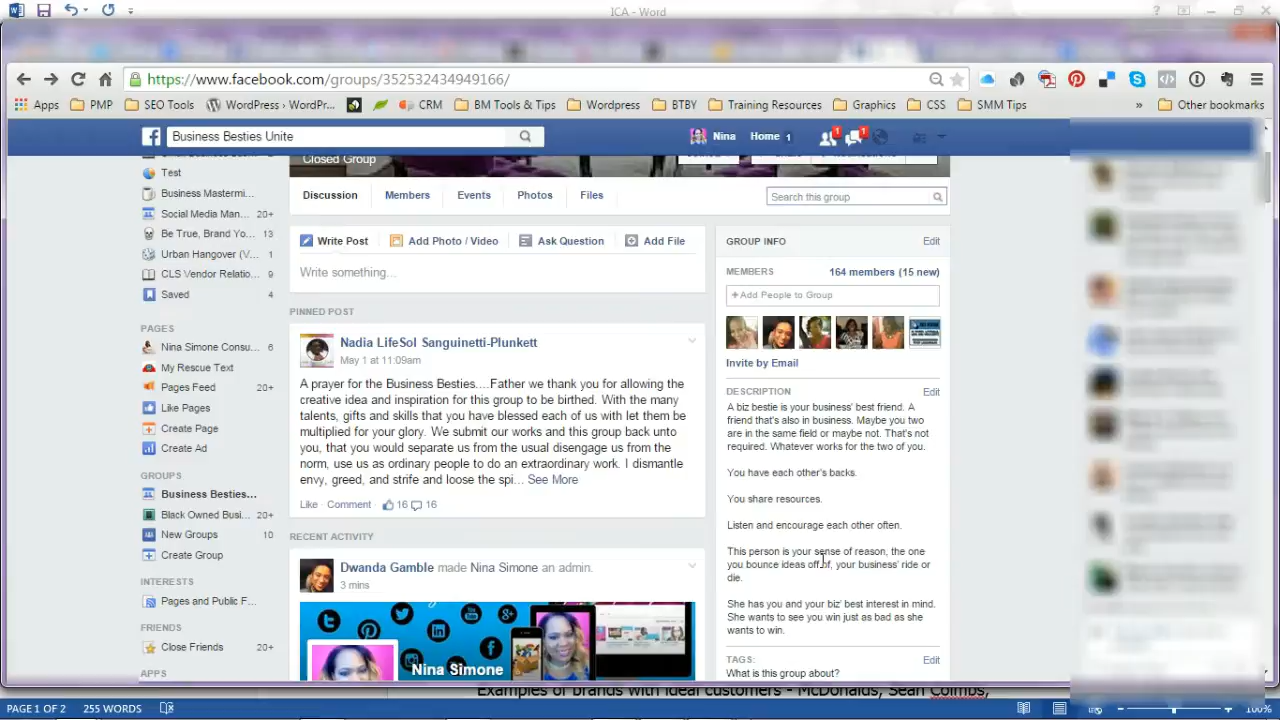 ICA - Word
https://www.facebook.com/groups/352532434949166/
Apps PMP SEO Tools WordPress › WordPr... CRM BM Tools & Tips Wordpress BTBY Training Resources Graphics CSS SMM Tips » Other bookmarks
Business Besties Unite
Nina Home 1
1 1
Closed Group
Test
Business Mastermi...
Social Media Man... 20+
Be True, Brand Yo... 13
Urban Hangover (V... 1
CLS Vendor Relatio... 9
Saved 4
PAGES
Nina Simone Consu... 6
My Rescue Text
Pages Feed 20+
Like Pages
Create Page
Create Ad
GROUPS
Business Besties...
Black Owned Busi... 20+
New Groups 10
Create Group
INTERESTS
Pages and Public F...
FRIENDS
Close Friends 20+
APPS
Discussion Members Events Photos Files
Search this group
Write Post Add Photo / Video Ask Question Add File
Write something...
PINNED POST
Nadia LifeSol Sanguinetti-Plunkett
May 1 at 11:09am
A prayer for the Business Besties....Father we thank you for allowing the
creative idea and inspiration for this group to be birthed. With the many
talents, gifts and skills that you have blessed each of us with let them be
multiplied for your glory. We submit our works and this group back unto
you, that you would separate us from the usual disengage us from the
norm, use us as ordinary people to do an extraordinary work. I dismantle
envy, greed, and strife and loose the spi... See More
Like · Comment 16 16
RECENT ACTIVITY
Dwanda Gamble made Nina Simone an admin.
3 mins
Nina Simone
GROUP INFO Edit
MEMBERS 164 members (15 new)
+ Add People to Group
Invite by Email
DESCRIPTION Edit
A biz bestie is your business' best friend. A
friend that's also in business. Maybe you two
are in the same field or maybe not. That's not
required. Whatever works for the two of you.
You have each other's backs.
You share resources.
Listen and encourage each other often.
This person is your sense of reason, the one
you bounce ideas off of, your business' ride or
die.
She has you and your biz' best interest in mind.
She wants to see you win just as bad as she
wants to win.
TAGS: Edit
What is this group about?
Examples of brands with ideal customers - McDonalds, Sean Coimbs,
PAGE 1 OF 2 255 WORDS 100%